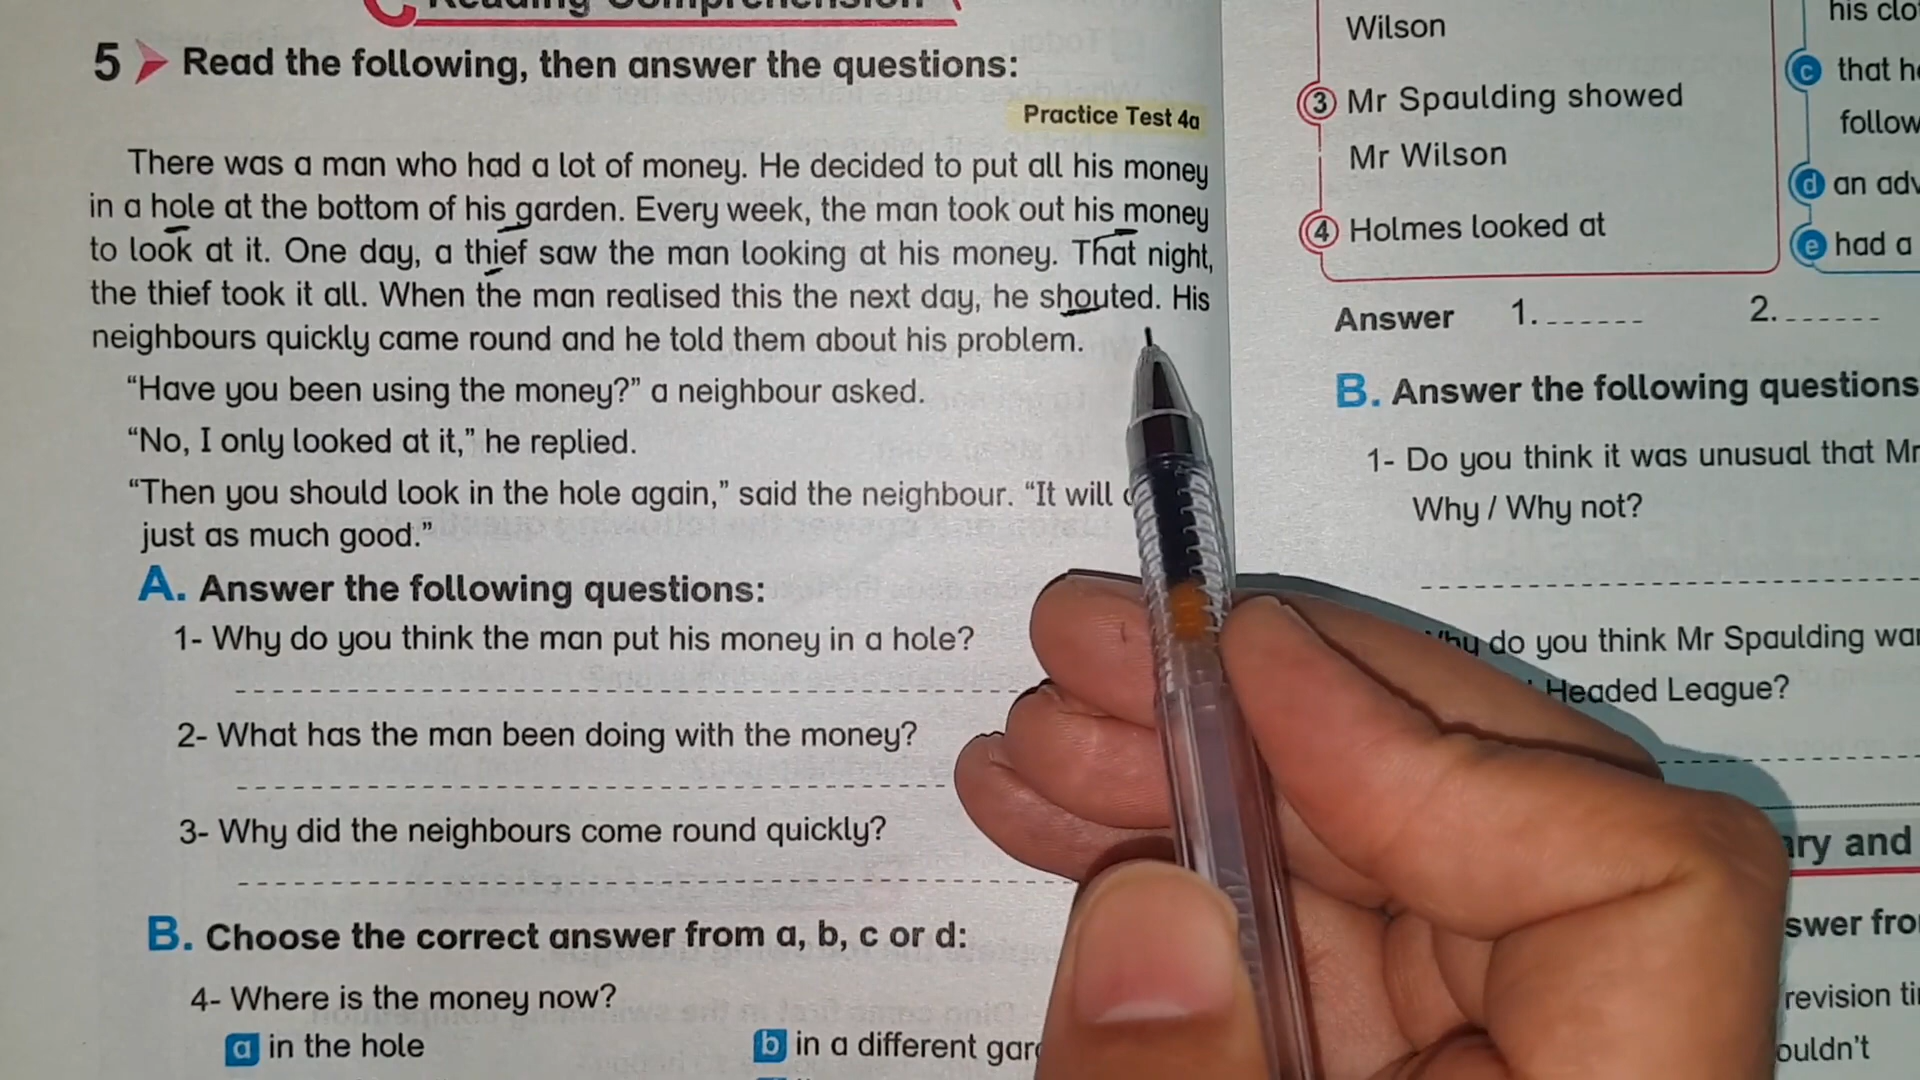 Reading Comprehension
5 Read the following, then answer the questions:
Practice Test 4a
There was a man who had a lot of money. He decided to put all his money
in a hole at the bottom of his garden. Every week, the man took out his money
to look at it. One day, a thief saw the man looking at his money. That night,
the thief took it all. When the man realised this the next day, he shouted. His
neighbours quickly came round and he told them about his problem.
“Have you been using the money?” a neighbour asked.
“No, I only looked at it,” he replied.
“Then you should look in the hole again,” said the neighbour. “It will
just as much good.”
A. Answer the following questions:
1- Why do you think the man put his money in a hole?
2- What has the man been doing with the money?
3- Why did the neighbours come round quickly?
B. Choose the correct answer from a, b, c or d:
4- Where is the money now?
a in the hole
b in a different
Wilson
3 Mr Spaulding showed
Mr Wilson
4 Holmes looked at
his
c that
d an
e had a
Answer 1. 2.
B. Answer the following questions
1- Do you think it was unusual that
Why / Why not?
do you think Mr Spaulding
Headed League?
and
revision